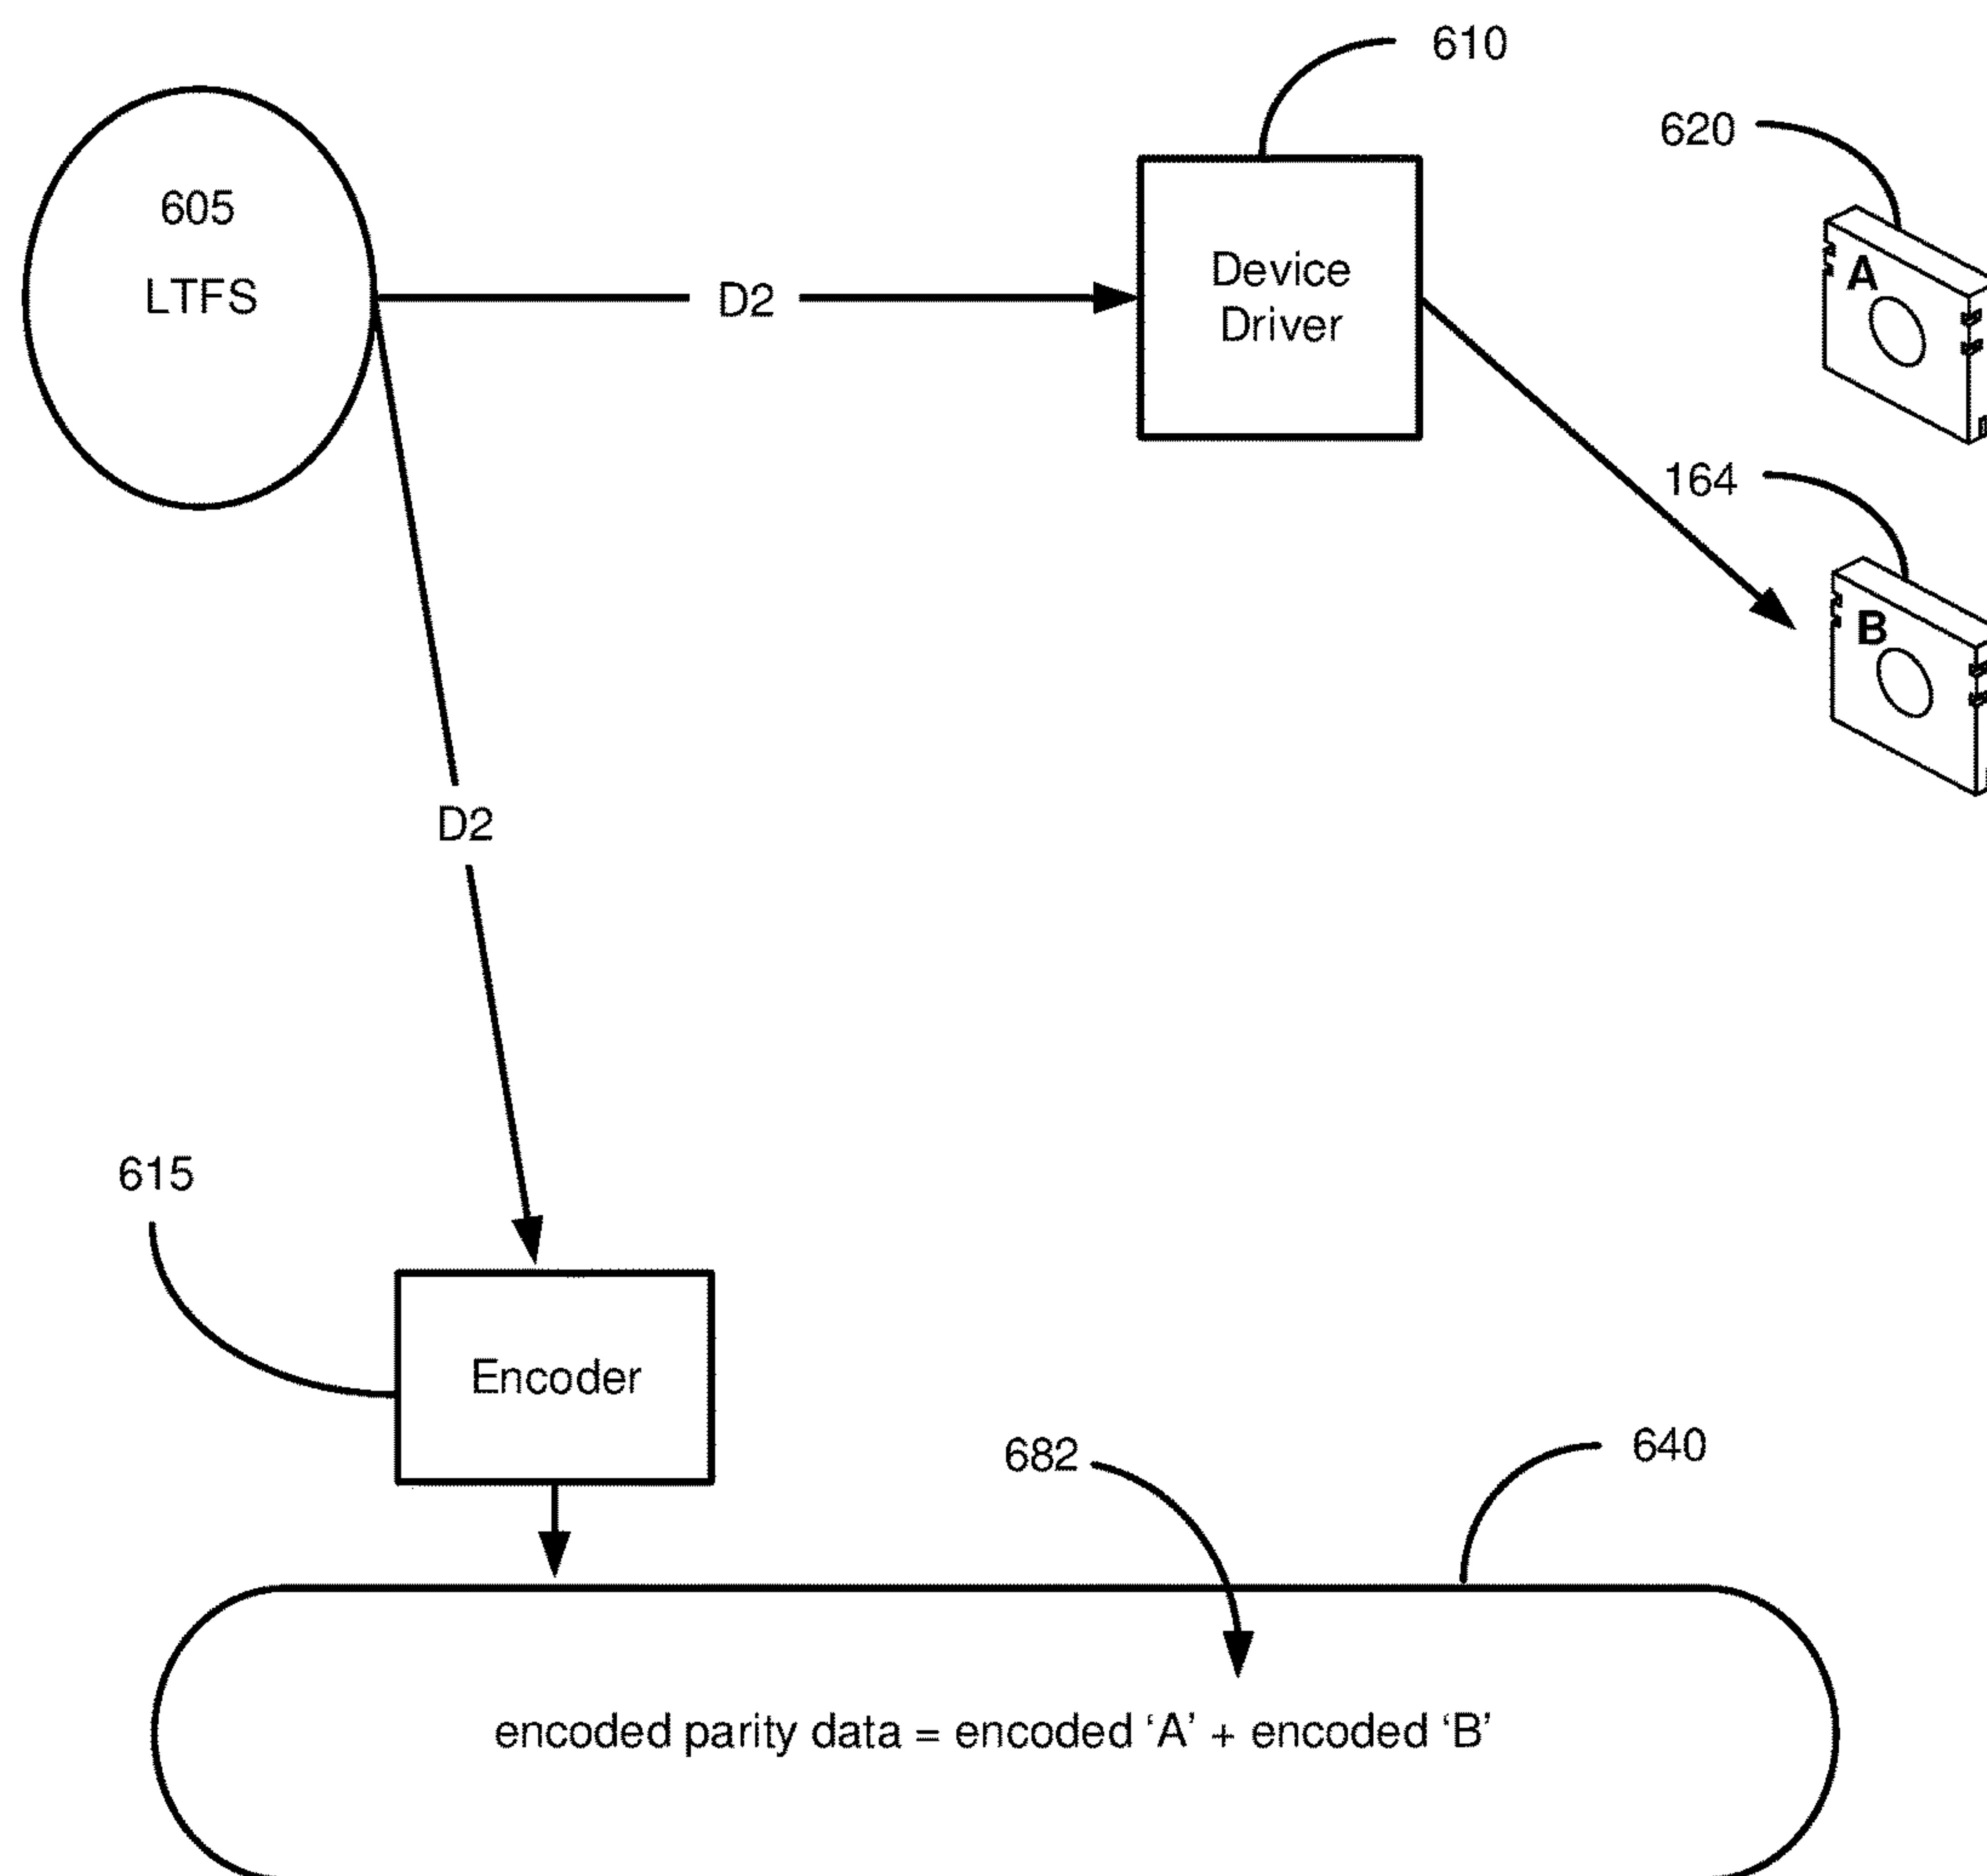 610
620
605
LTFS
D2
Device
Driver
A
164
B
D2
615
Encoder
682
640
encoded parity data = encoded ‘A’ + encoded ‘B’